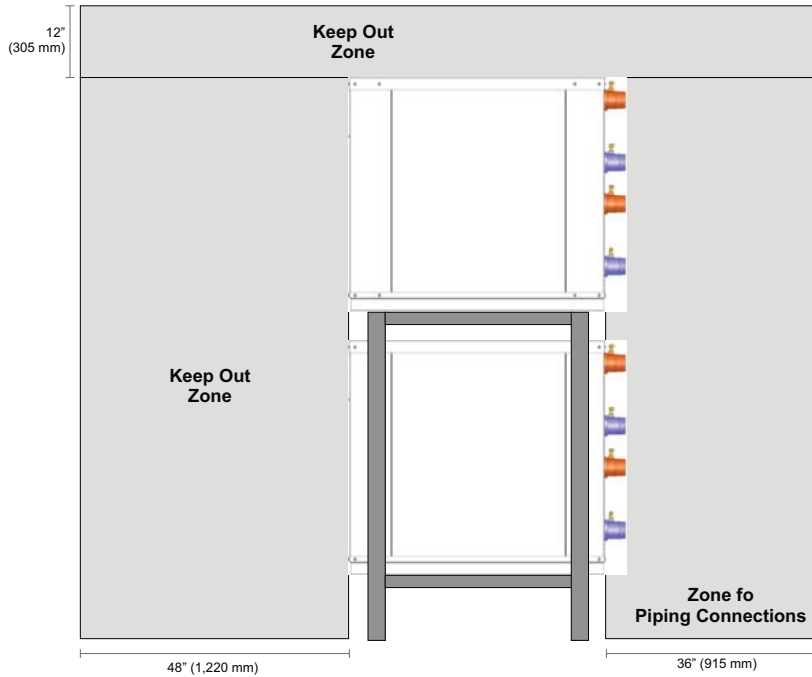 12"
(305 mm)
Keep Out
Zone
Keep Out
Zone
Zone fo
Piping Connections
48” (1,220 mm)
36” (915 mm)